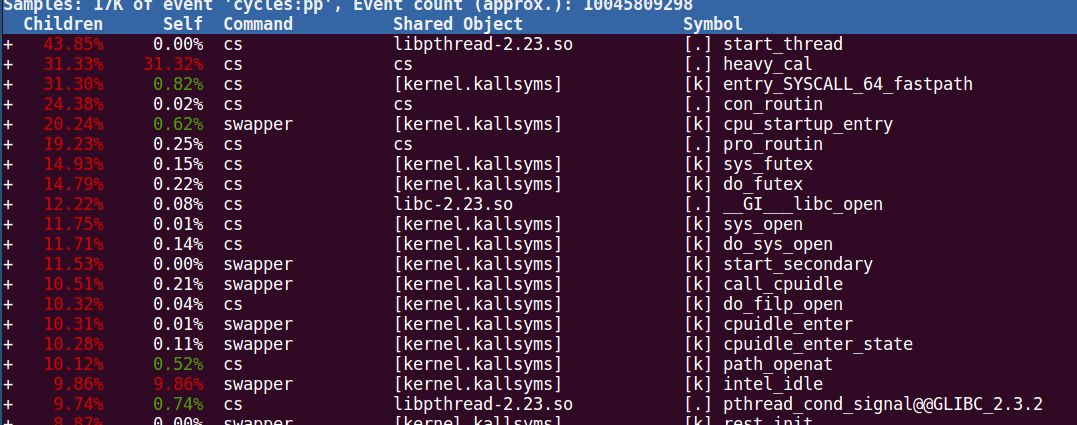 Samples: 17K of event 'cycles:pp', Event count (approx.): 10045809298
Children Self Command Shared Object Symbol
+ 43.85% 0.00% cs libpthread-2.23.so [.] start_thread
+ 31.33% 31.32% cs cs [.] heavy_cal
+ 31.30% 0.82% cs [kernel.kallsyms] [k] entry_SYSCALL_64_fastpath
+ 24.38% 0.02% cs cs [.] con_routin
+ 20.24% 0.62% swapper [kernel.kallsyms] [k] cpu_startup_entry
+ 19.23% 0.25% cs cs [.] pro_routin
+ 14.93% 0.15% cs [kernel.kallsyms] [k] sys_futex
+ 14.79% 0.22% cs [kernel.kallsyms] [k] do_futex
+ 12.22% 0.08% cs libc-2.23.so [.] __GI___libc_open
+ 11.75% 0.01% cs [kernel.kallsyms] [k] sys_open
+ 11.71% 0.14% cs [kernel.kallsyms] [k] do_sys_open
+ 11.53% 0.00% swapper [kernel.kallsyms] [k] start_secondary
+ 10.51% 0.21% swapper [kernel.kallsyms] [k] call_cpuidle
+ 10.32% 0.04% cs [kernel.kallsyms] [k] do_filp_open
+ 10.31% 0.01% swapper [kernel.kallsyms] [k] cpuidle_enter
+ 10.28% 0.11% swapper [kernel.kallsyms] [k] cpuidle_enter_state
+ 10.12% 0.52% cs [kernel.kallsyms] [k] path_openat
+ 9.86% 9.86% swapper [kernel.kallsyms] [k] intel_idle
+ 9.74% 0.74% cs libpthread-2.23.so [.] pthread_cond_signal@@GLIBC_2.3.2
+ 8.87% 0.00% swapper [kernel.kallsyms] [k] rest_init